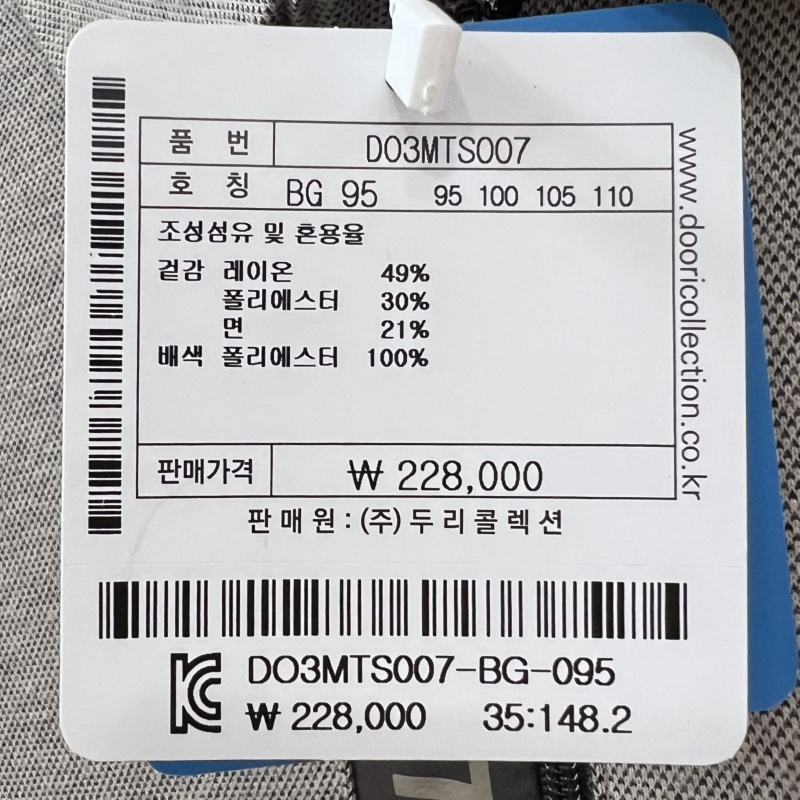 품 번 D03MTS007
호 칭 BG 95 95 100 105 110
조성섬유 및 혼용율
겉감 레이온 49%
폴리에스터 30%
면 21%
배색 폴리에스터 100%
판매가격 ₩ 228,000
판매원 : (주)두리콜렉션
www.dooricollection.co.kr
KC DO3MTS007-BG-095
₩ 228,000 35:148.2